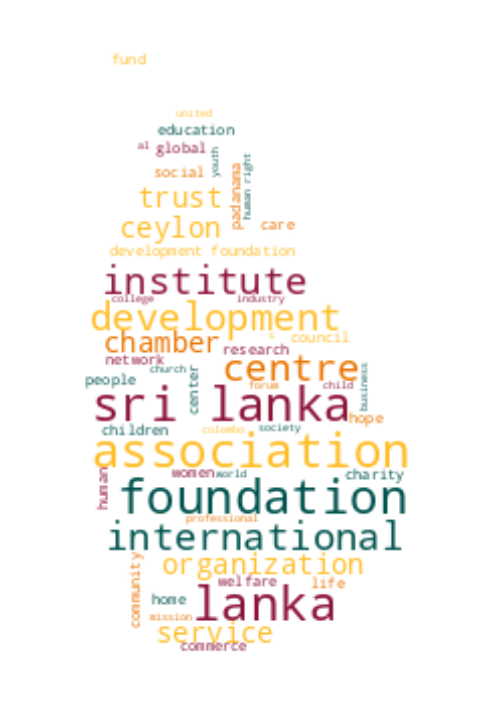 fund
united
education
al global
youth
social
padanama
human right
trust
ceylon
care
development foundation
institute
college
industry
development
s
council
chamber
research
network
centre
church
people
center
forum
child
business
sri lanka
hope
children
colombo
society
association
women
world
charity
human
foundation
professional
international
organization
community
welfare
life
home
lanka
mission
service
commerce